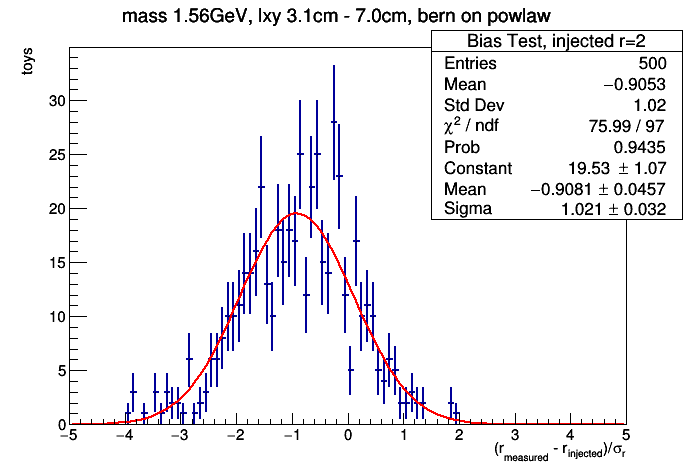 mass 1.56GeV, lxy 3.1cm - 7.0cm, bern on powlaw
toys
Bias Test, injected r=2
Entries 500
Mean −0.9053
Std Dev 1.02
χ² / ndf 75.99 / 97
Prob 0.9435
Constant 19.53 ± 1.07
Mean −0.9081 ± 0.0457
Sigma 1.021 ± 0.032
30
25
20
15
10
5
0
−5 −4 −3 −2 −1 0 1 2 3 4 5
(r_measured - r_injected)/σ_r